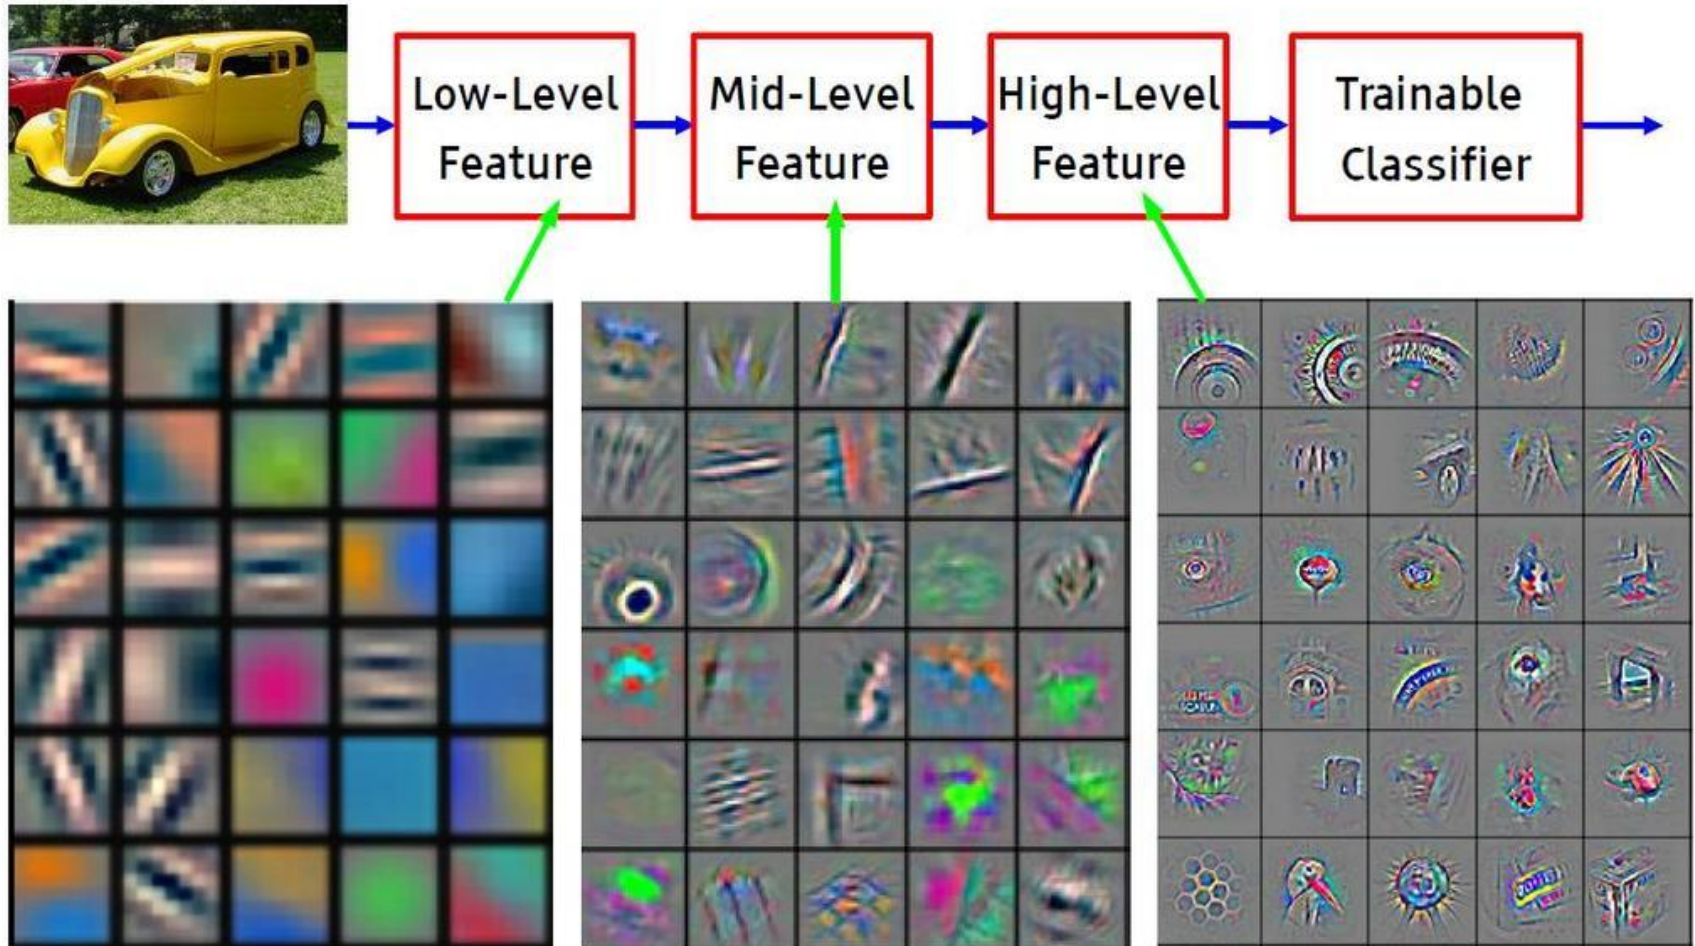 Low-Level
Feature
Mid-Level
Feature
High-Level
Feature
Trainable
Classifier